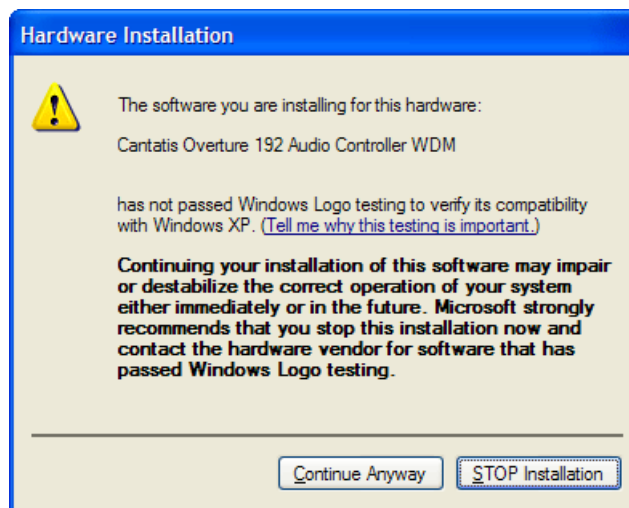 Hardware Installation
The software you are installing for this hardware:
Cantatis Overture 192 Audio Controller WDM
has not passed Windows Logo testing to verify its compatibility
with Windows XP. (Tell me why this testing is important.)
Continuing your installation of this software may impair
or destabilize the correct operation of your system
either immediately or in the future. Microsoft strongly
recommends that you stop this installation now and
contact the hardware vendor for software that has
passed Windows Logo testing.
Continue Anyway
STOP Installation